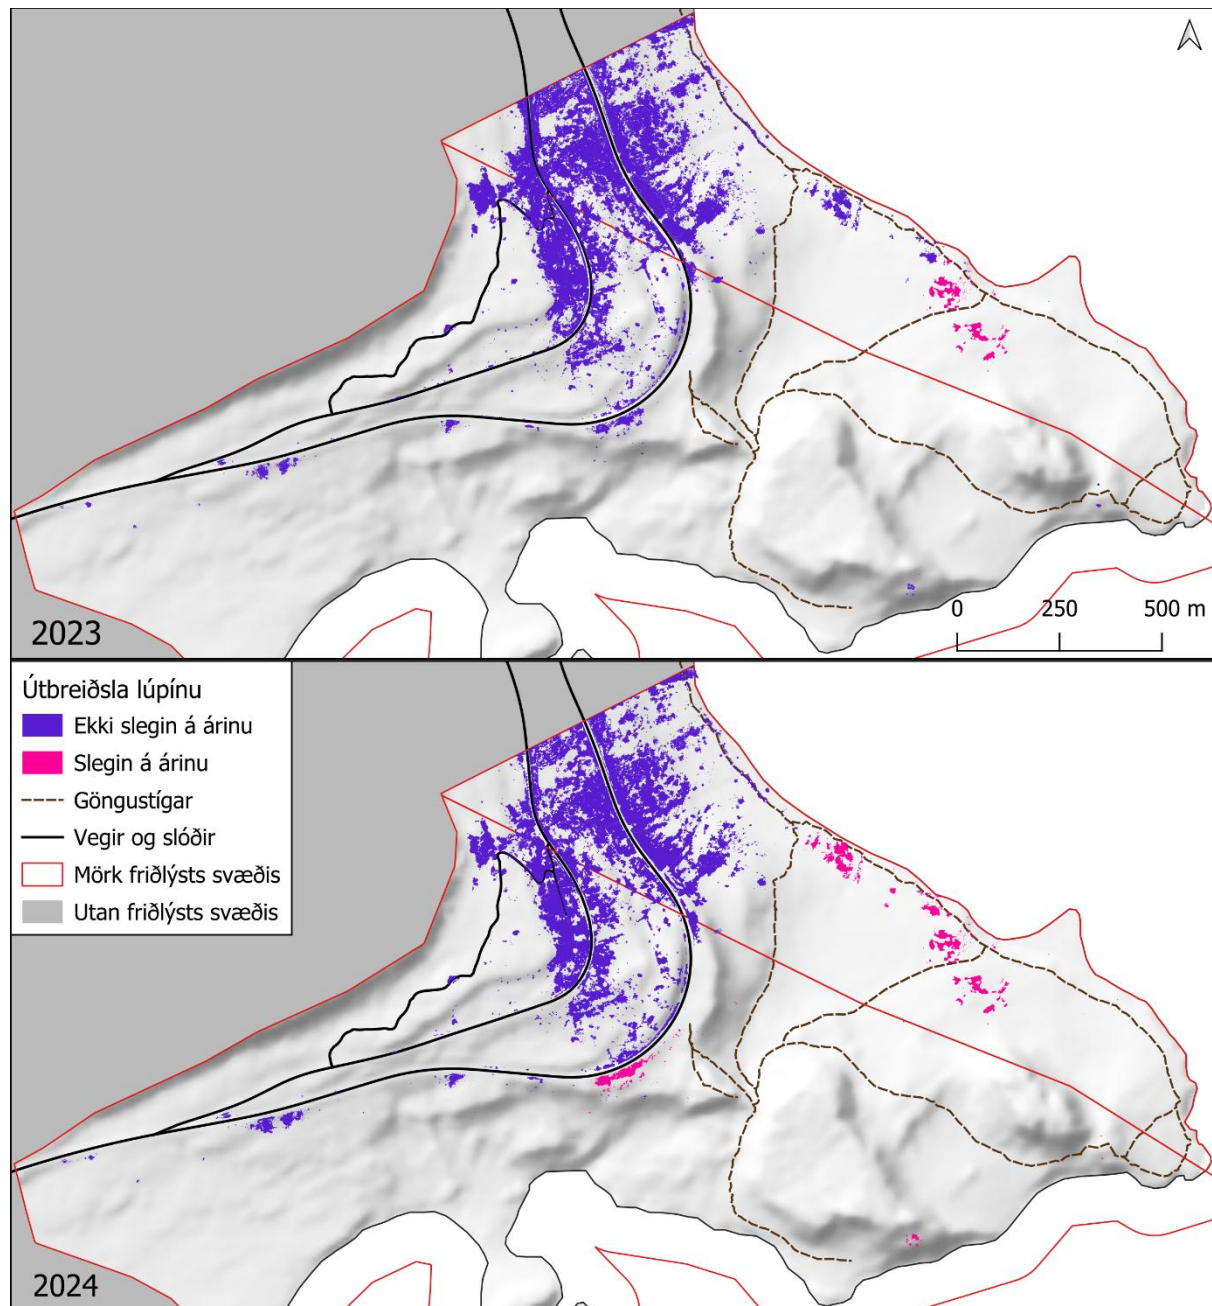 2023
0 250 500 m
Útbreiðsla lúpínu
Ekki slegin á árinu
Slegin á árinu
Göngustígar
Vegir og slóðir
Mörk friðlýsts svæðis
Utan friðlýsts svæðis
2024